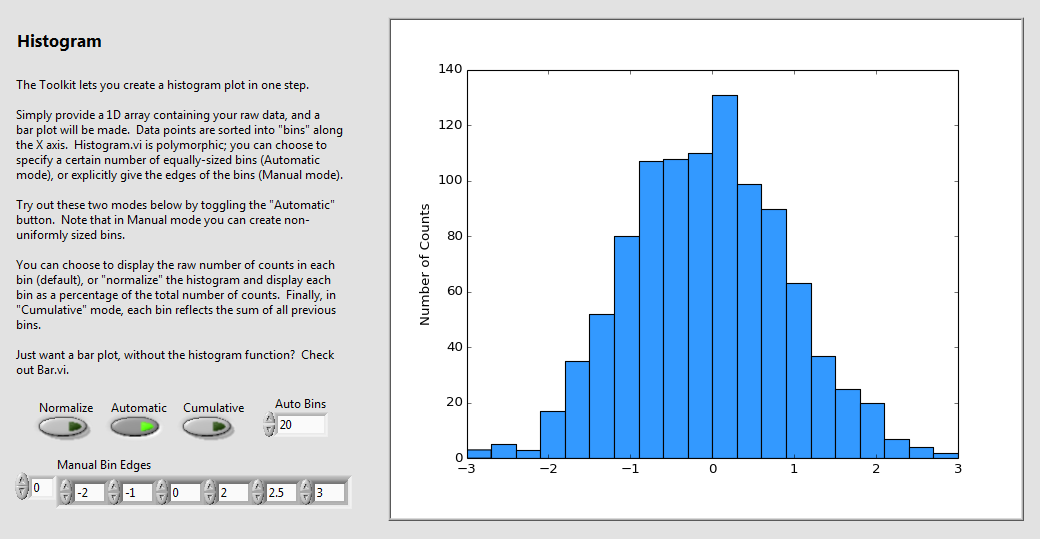 Histogram
The Toolkit lets you create a histogram plot in one step.
Simply provide a 1D array containing your raw data, and a
bar plot will be made.  Data points are sorted into "bins" along
the X axis.  Histogram.vi is polymorphic; you can choose to
specify a certain number of equally-sized bins (Automatic
mode), or explicitly give the edges of the bins (Manual mode).
Try out these two modes below by toggling the "Automatic"
button.  Note that in Manual mode you can create non-
uniformly sized bins.
You can choose to display the raw number of counts in each
bin (default), or "normalize" the histogram and display each
bin as a percentage of the total number of counts.  Finally, in
"Cumulative" mode, each bin reflects the sum of all previous
bins.
Just want a bar plot, without the histogram function?  Check
out Bar.vi.
Normalize Automatic Cumulative Auto Bins
20
Manual Bin Edges
0 -2 -1 0 2 2.5 3
Number of Counts
140
120
100
80
60
40
20
0
−3 −2 −1 0 1 2 3